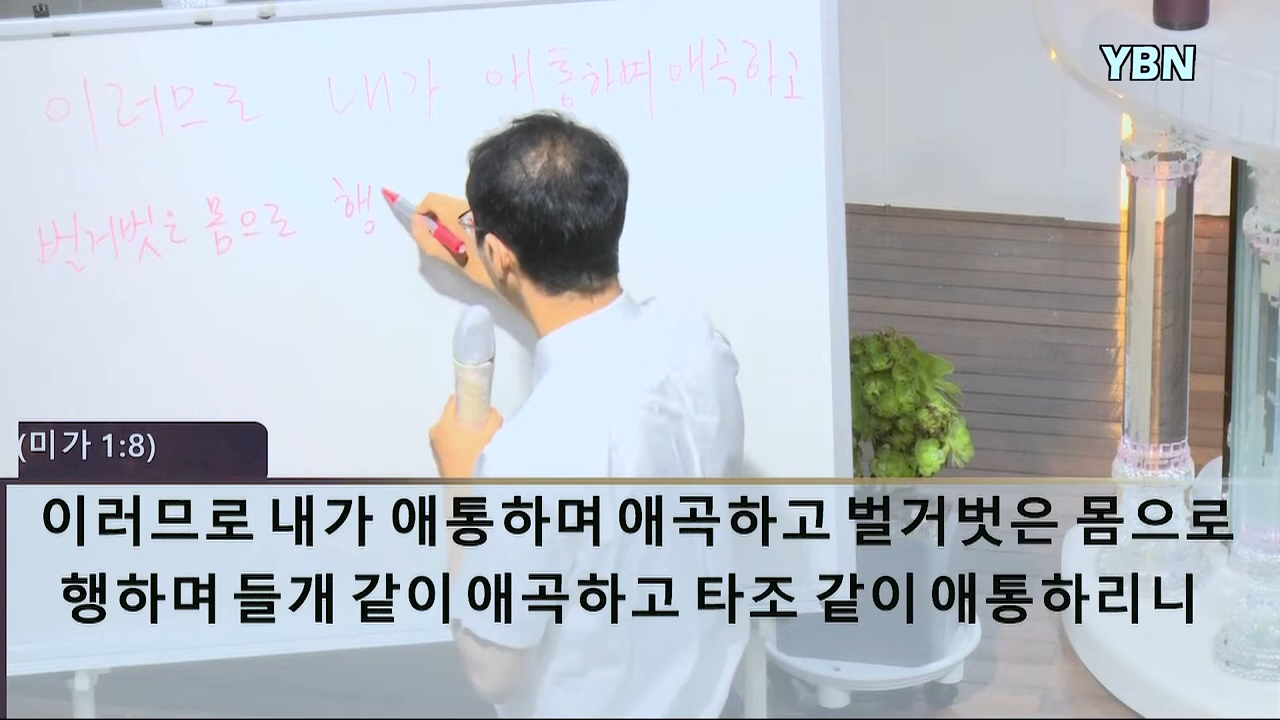 이러므로 내가 애통하며 애곡하고
벌거벗은 몸으로 행
YBN
(미가 1:8)
이러므로 내가 애통하며 애곡하고 벌거벗은 몸으로
행하며 들개 같이 애곡하고 타조 같이 애통하리니